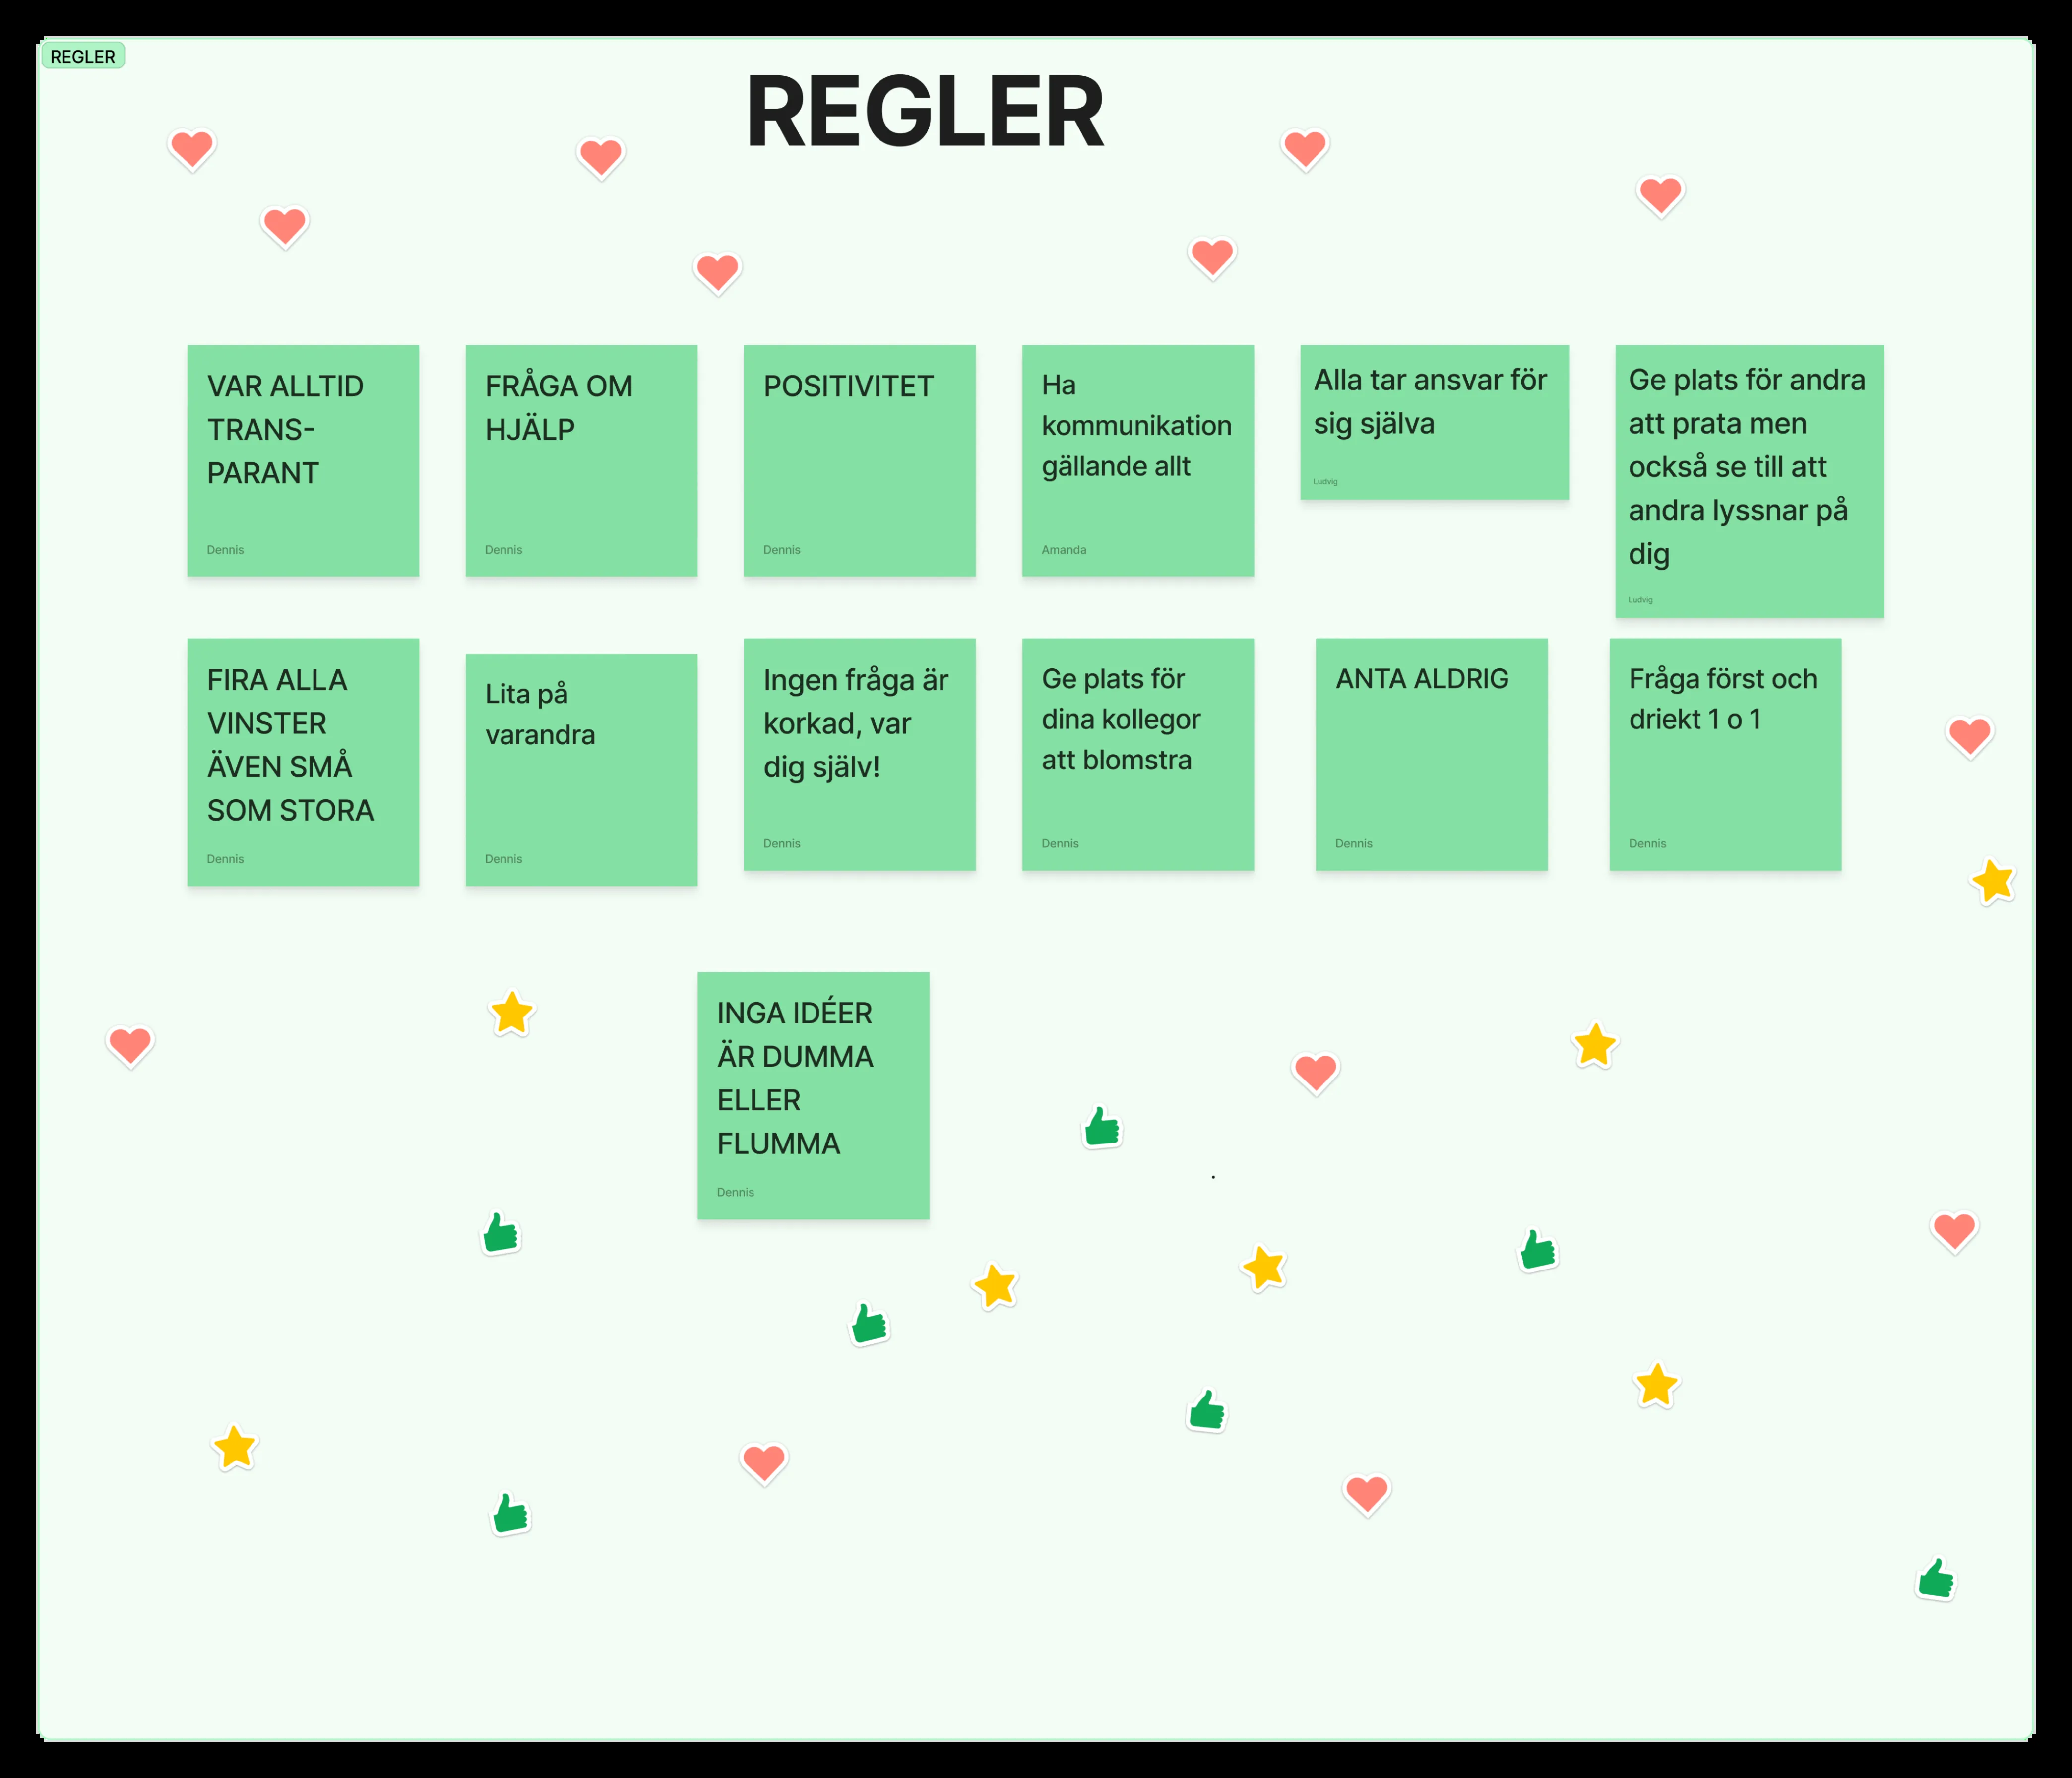 REGLER
REGLER
VAR ALLTID
TRANS-
PARANT
Dennis
FRÅGA OM
HJÄLP
Dennis
POSITIVITET
Dennis
Ha
kommunikation
gällande allt
Amanda
Alla tar ansvar för
sig själva
Ludvig
Ge plats för andra
att prata men
också se till att
andra lyssnar på
dig
Ludvig
FIRA ALLA
VINSTER
ÄVEN SMÅ
SOM STORA
Dennis
Lita på
varandra
Dennis
Ingen fråga är
korkad, var
dig själv!
Dennis
Ge plats för
dina kollegor
att blomstra
Dennis
ANTA ALDRIG
Dennis
Fråga först och
driekt 1 o 1
Dennis
INGA IDÉER
ÄR DUMMA
ELLER
FLUMMA
Dennis